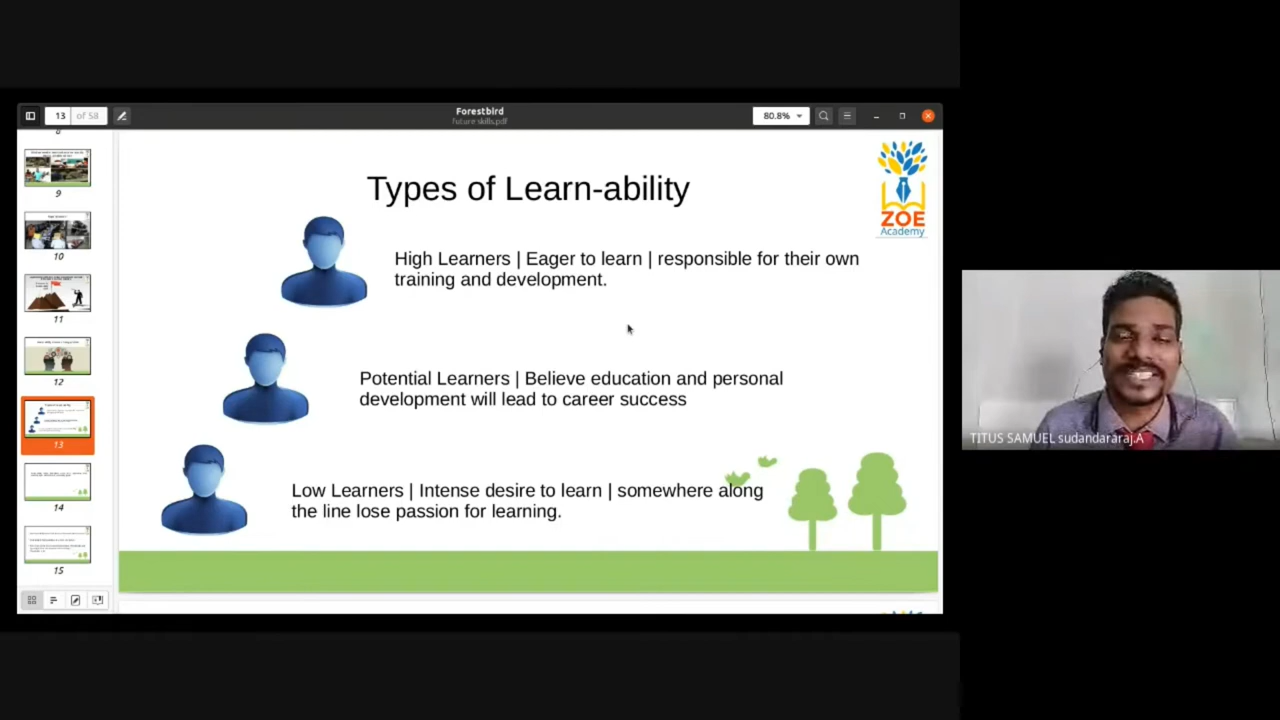 Forestbird
future skills.pdf
13 of 58
80.8%
9
10
11
12
13
14
15
Types of Learn-ability
ZOE
Academy
High Learners | Eager to learn | responsible for their own
training and development.
Potential Learners | Believe education and personal
development will lead to career success
Low Learners | Intense desire to learn | somewhere along
the line lose passion for learning.
TITUS SAMUEL sudandararaj.A